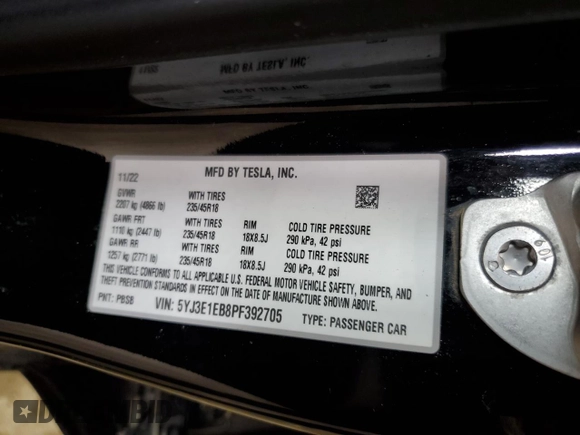 11/22 MFD BY TESLA, INC.
GVWR WITH TIRES
2207 kg (4866 lb) 235/45R18
GAWR FRT WITH TIRES RIM COLD TIRE PRESSURE
1110 kg (2447 lb) 235/45R18 18X8.5J 290 kPa, 42 psi
GAWR RR WITH TIRES RIM COLD TIRE PRESSURE
1257 kg (2771 lb) 235/45R18 18X8.5J 290 kPa, 42 psi
THIS VEHICLE CONFORMS TO ALL APPLICABLE U.S. FEDERAL MOTOR VEHICLE SAFETY, BUMPER, AND
THEFT PREVENTION STANDARDS IN EFFECT ON THE DATE OF MANUFACTURE SHOWN ABOVE.
PNT: PBSB VIN: 5YJ3E1EB8PF392705 TYPE: PASSENGER CAR